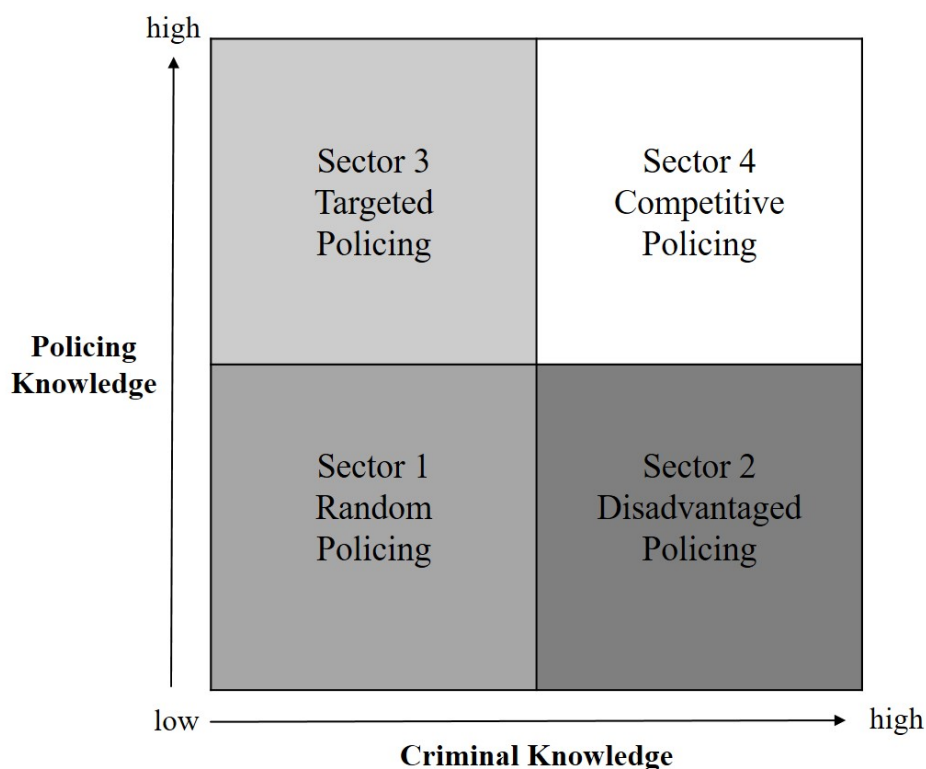 high
Sector 3
Targeted
Policing
Sector 4
Competitive
Policing
Policing
Knowledge
Sector 1
Random
Policing
Sector 2
Disadvantaged
Policing
low
high
Criminal Knowledge